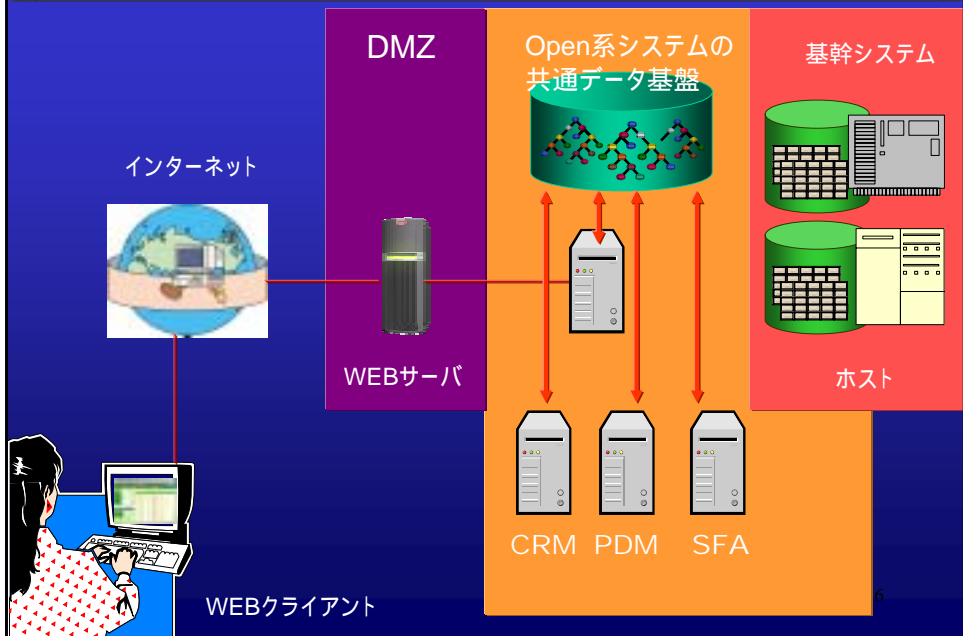 DMZ
Open系システムの
共通データ基盤
基幹システム
インターネット
WEBサーバ
ホスト
CRM PDM SFA
WEBクライアント
6